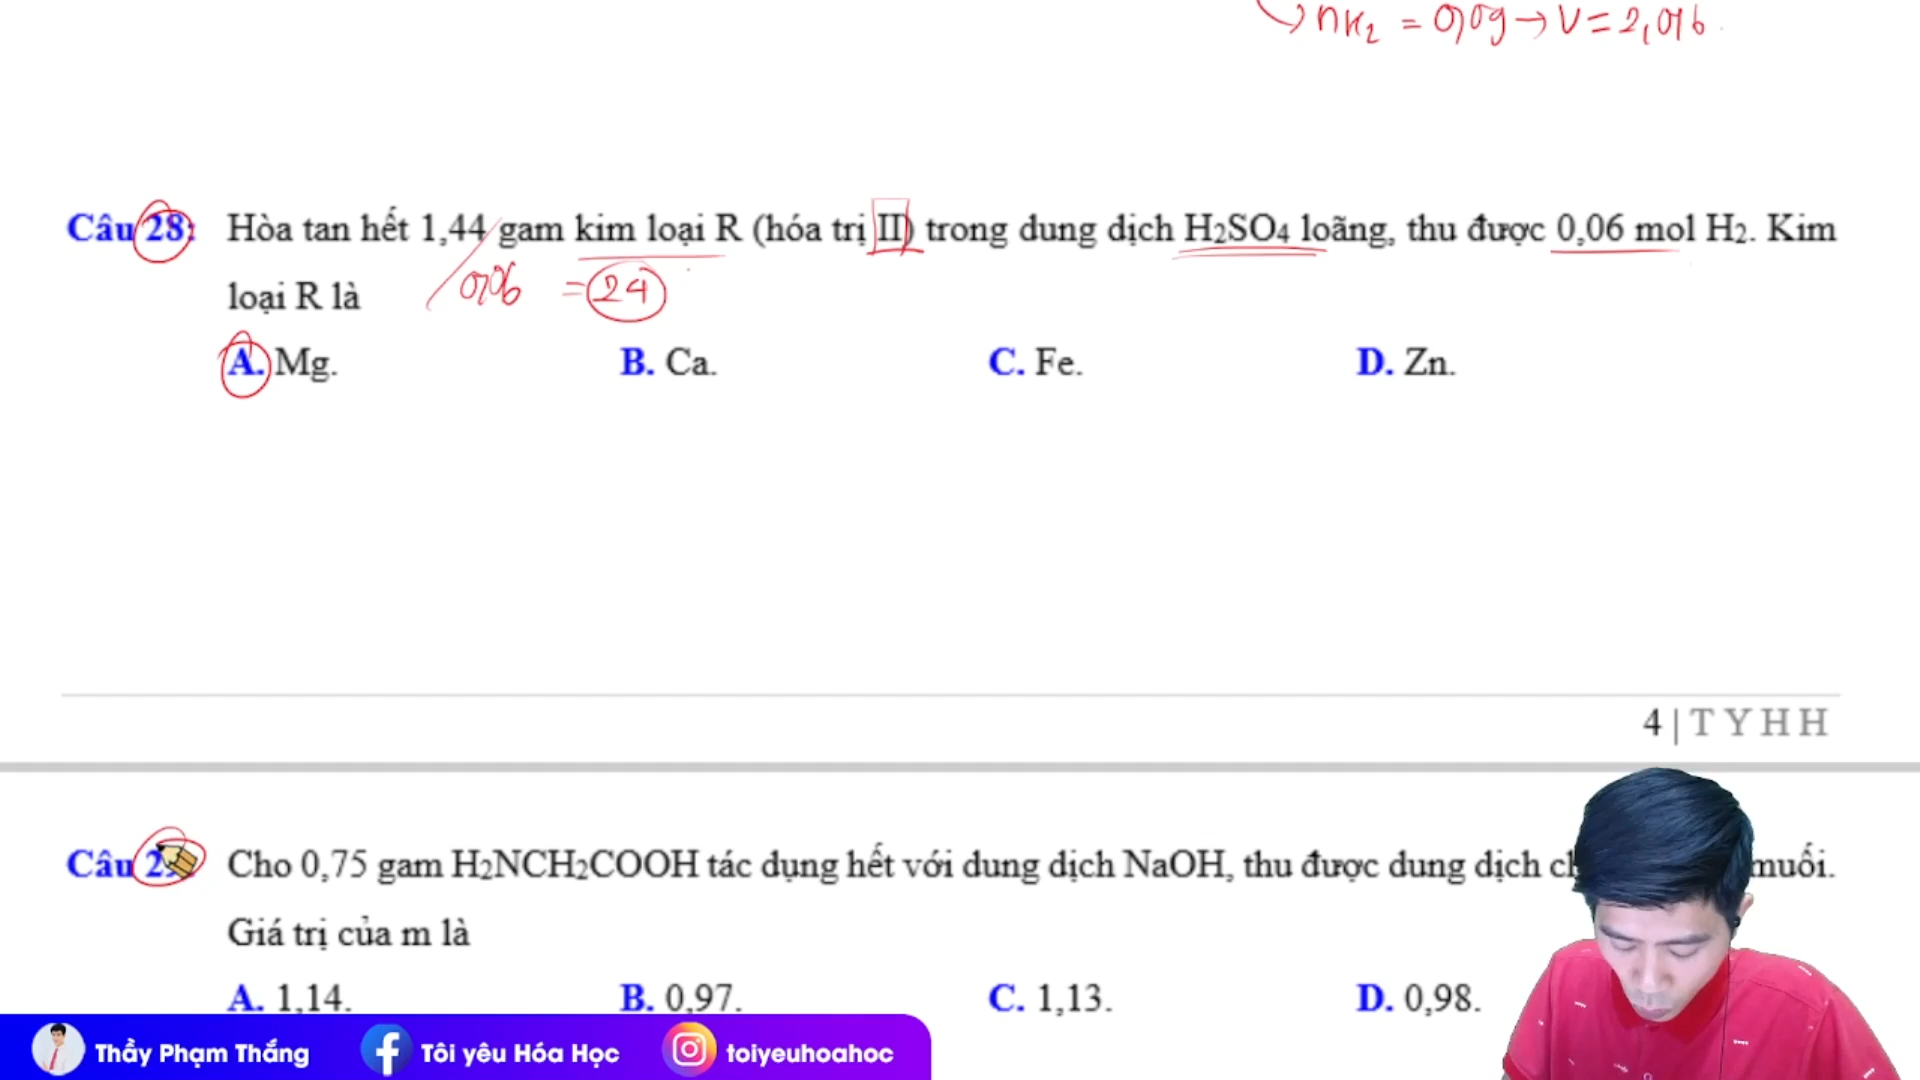 nH₂ = 0,09 → V = 2,016
Câu 28: Hòa tan hết 1,44 gam kim loại R (hóa trị II) trong dung dịch H₂SO₄ loãng, thu được 0,06 mol H₂. Kim
loại R là
0,06 = 24
A. Mg. B. Ca. C. Fe. D. Zn.
4 | T Y H H
Câu Cho 0,75 gam H₂NCH₂COOH tác dụng hết với dung dịch NaOH, thu được dung dịch muối.
Giá trị của m là
A. 1,14. B. 0,97. C. 1,13. D. 0,98.
Thầy Phạm Thắng Tôi yêu Hóa Học toiyeuhoahoc